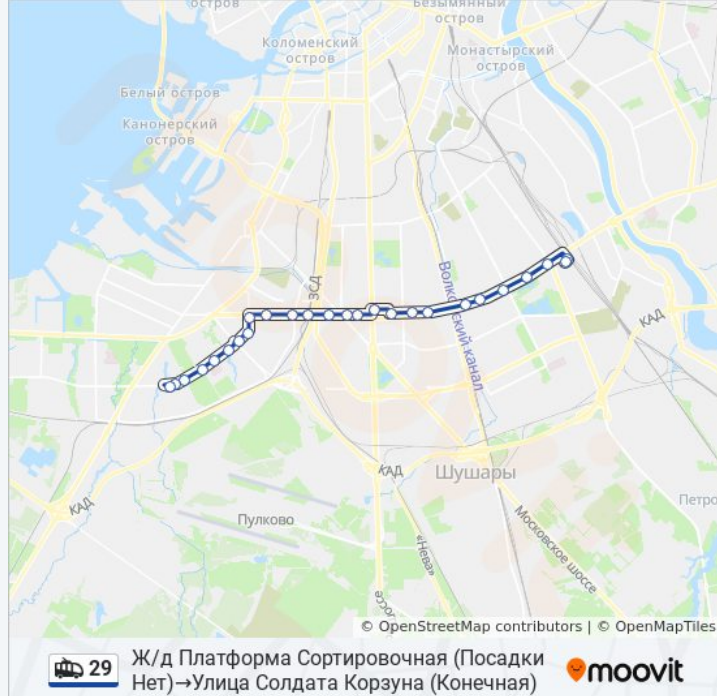 остров
Безымянный
остров
Коломенский
остров
Монастырский
остров
Белый остров
Канонерский
остров
ЗСД
Волковский канал
КАД
КАД
Шушары
КАД
Петро
Пулково
«Нева»
Московское шоссе
оссе
© OpenStreetMap contributors | © OpenMapTiles
29
Ж/д Платформа Сортировочная (Посадки
Нет)→Улица Солдата Корзуна (Конечная)
moovit